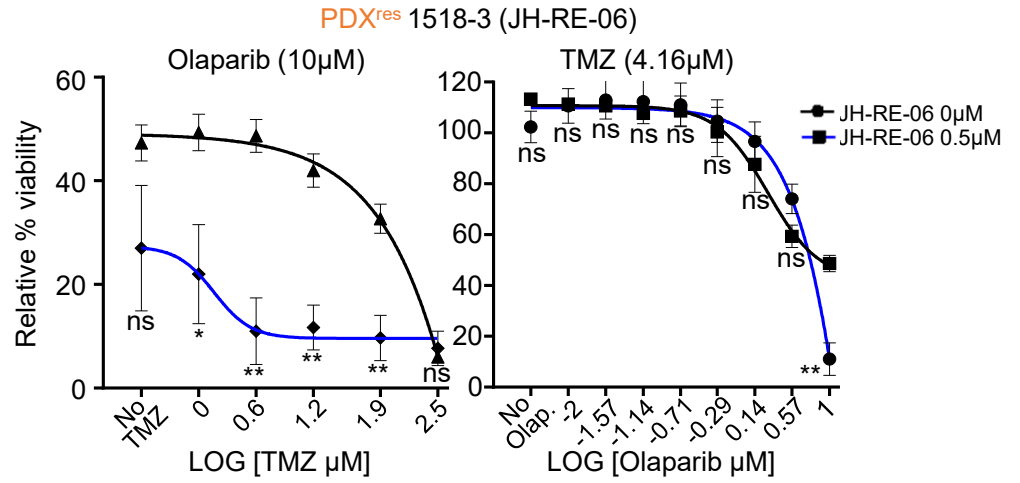 PDXres 1518-3 (JH-RE-06)
Olaparib (10µM)
Relative % viability
60
40
20
0
ns
*
**
**
**
ns
No TMZ
0
0.6
1.2
1.9
2.5
LOG [TMZ µM]
TMZ (4.16µM)
120
100
80
60
40
20
0
ns
ns
ns
ns
ns
ns
ns
ns
**
No Olap.
-2
-1.57
-1.14
-0.71
-0.29
0.14
0.57
1
LOG [Olaparib µM]
JH-RE-06 0µM
JH-RE-06 0.5µM